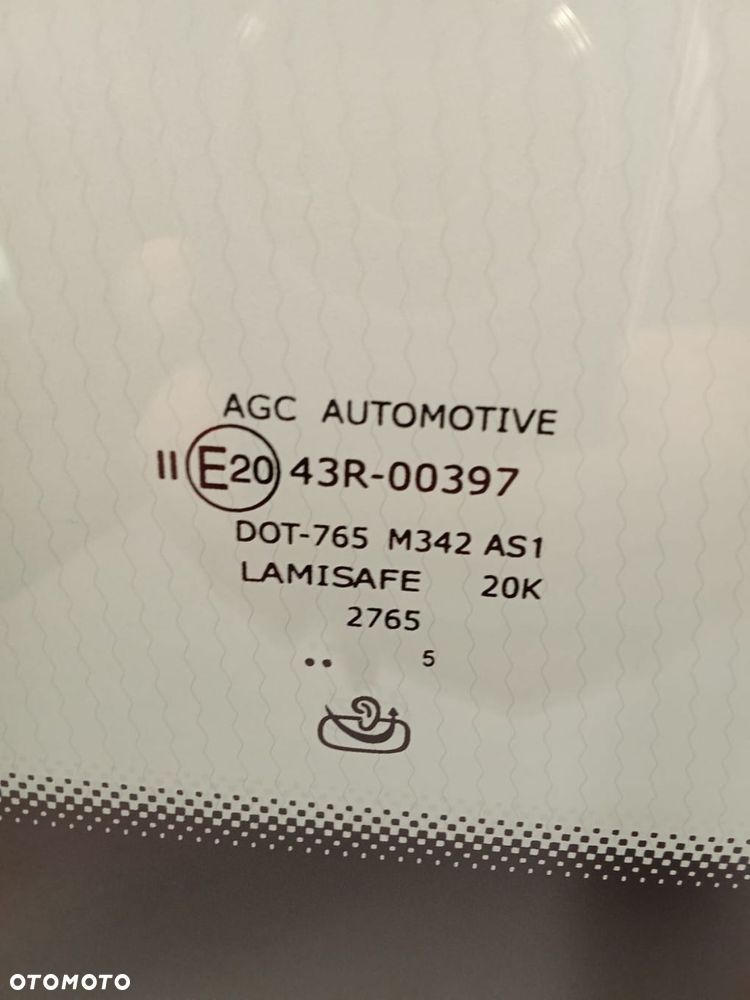 AGC AUTOMOTIVE
II E20 43R-00397
DOT-765 M342 AS1
LAMISAFE 20K
2765
.. 5
OTOMOTO